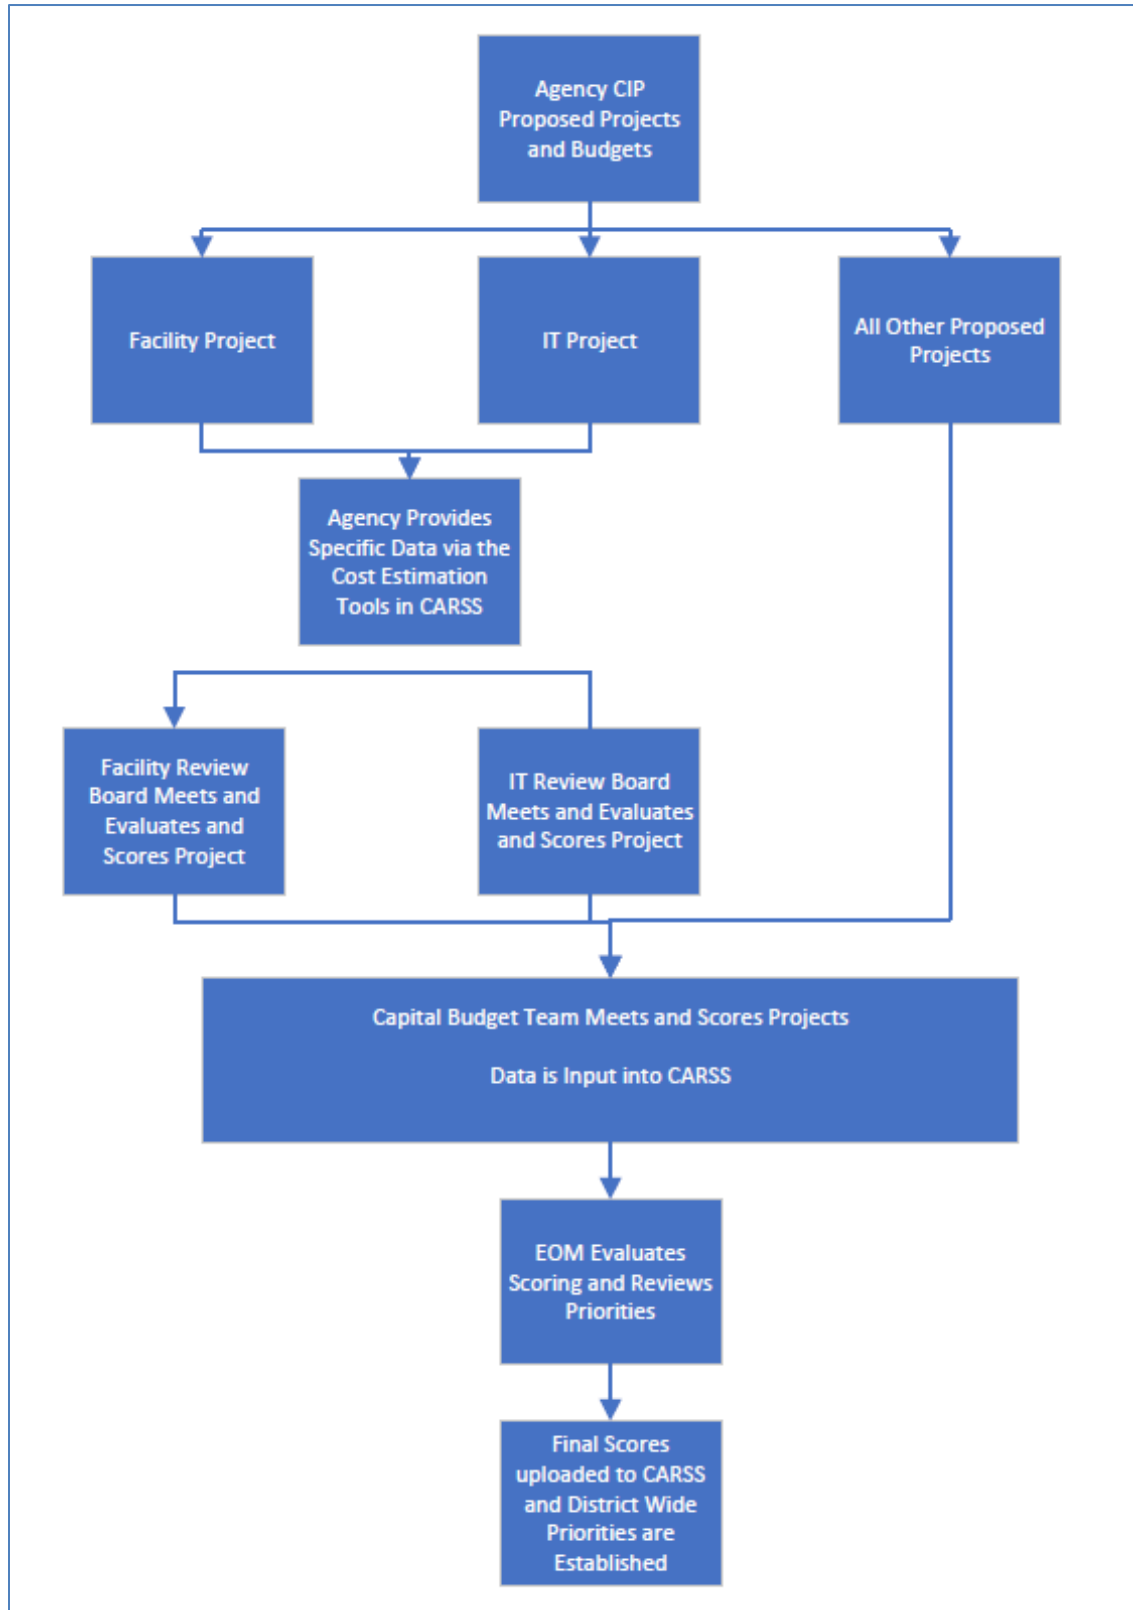 Agency CIP
Proposed Projects
and Budgets
Facility Project
IT Project
All Other Proposed
Projects
Agency Provides
Specific Data via the
Cost Estimation
Tools in CARSS
Facility Review
Board Meets and
Evaluates and
Scores Project
IT Review Board
Meets and Evaluates
and Scores Project
Capital Budget Team Meets and Scores Projects
Data is Input into CARSS
EOM Evaluates
Scoring and Reviews
Priorities
Final Scores
uploaded to CARSS
and District Wide
Priorities are
Established